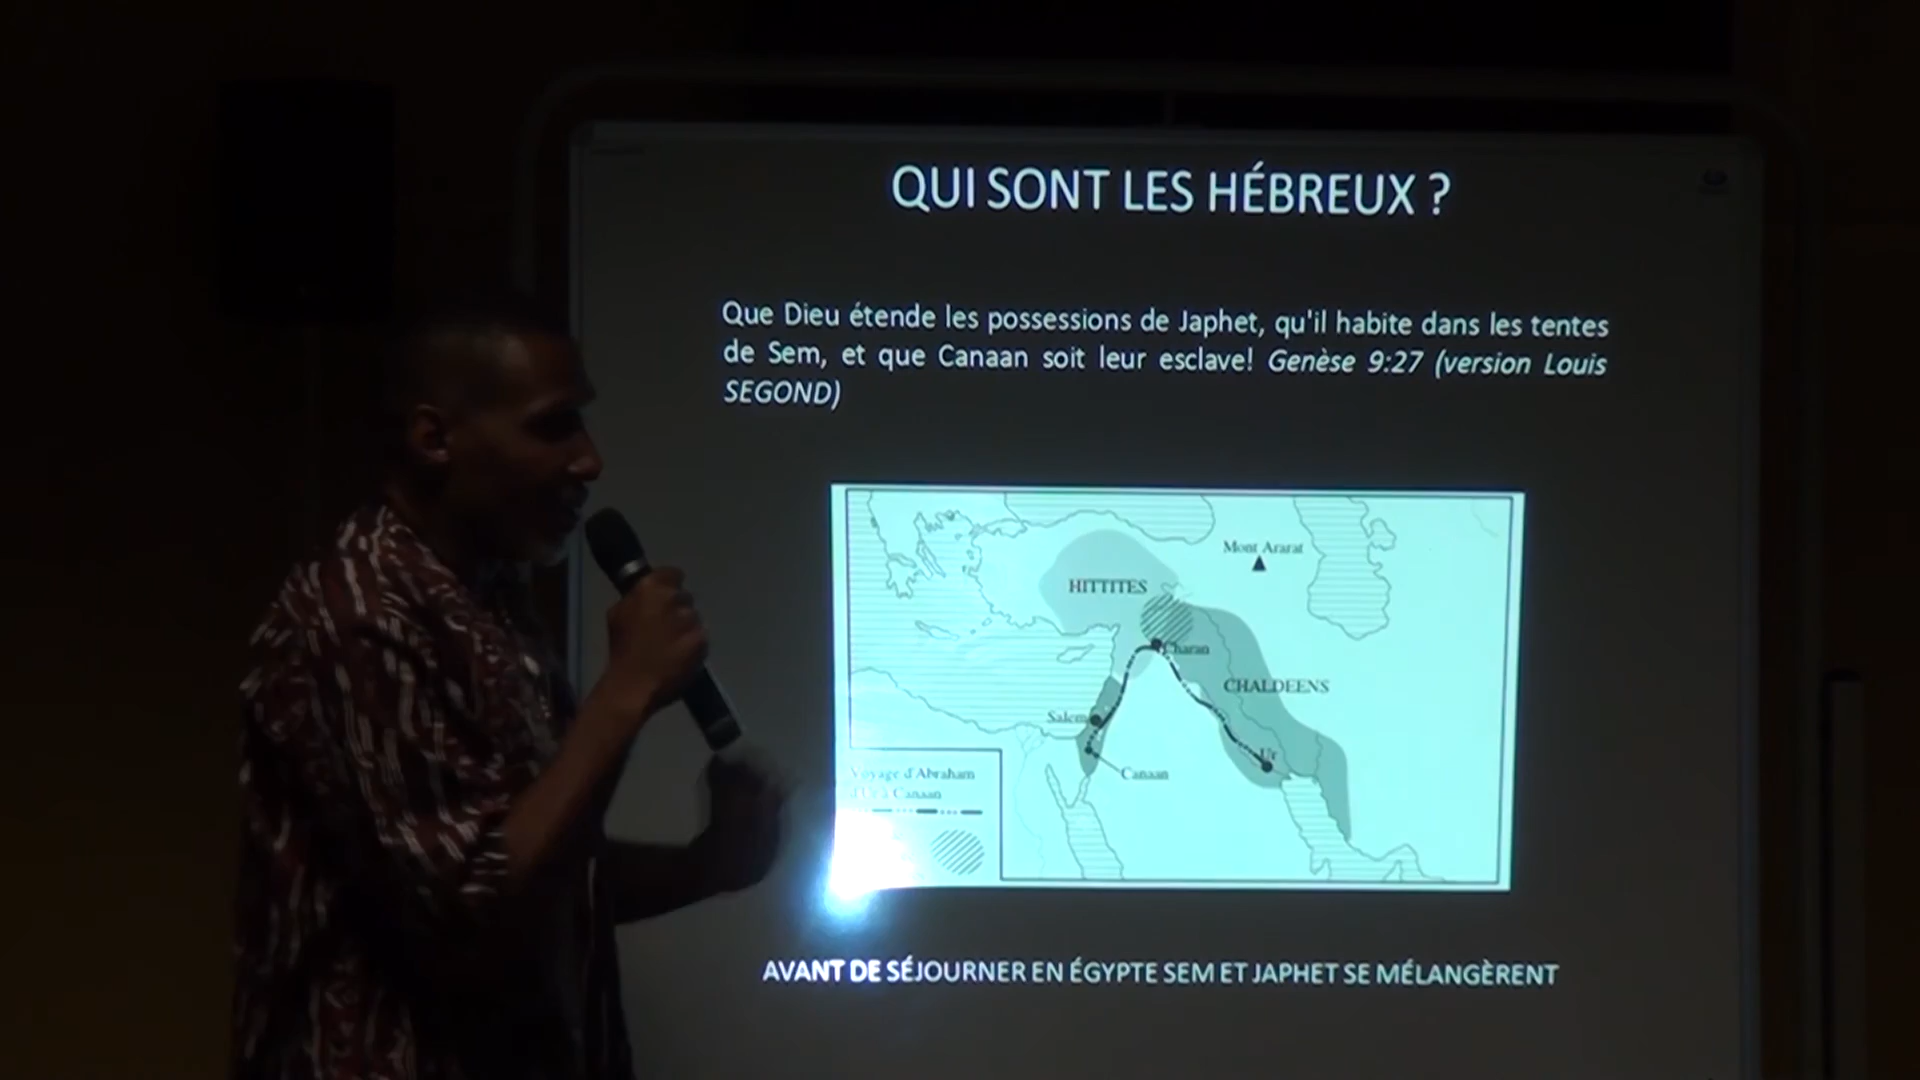 QUI SONT LES HÉBREUX ?
Que Dieu étende les possessions de Japhet, qu'il habite dans les tentes
de Sem, et que Canaan soit leur esclave! Genèse 9:27 (version Louis
SEGOND)
Mont Ararat
HITTITES
Charan
CHALDEENS
Salem
Ur
Canaan
Voyage d'Abraham
d'Ur à Canaan
AVANT DE SÉJOURNER EN ÉGYPTE SEM ET JAPHET SE MÉLANGÈRENT